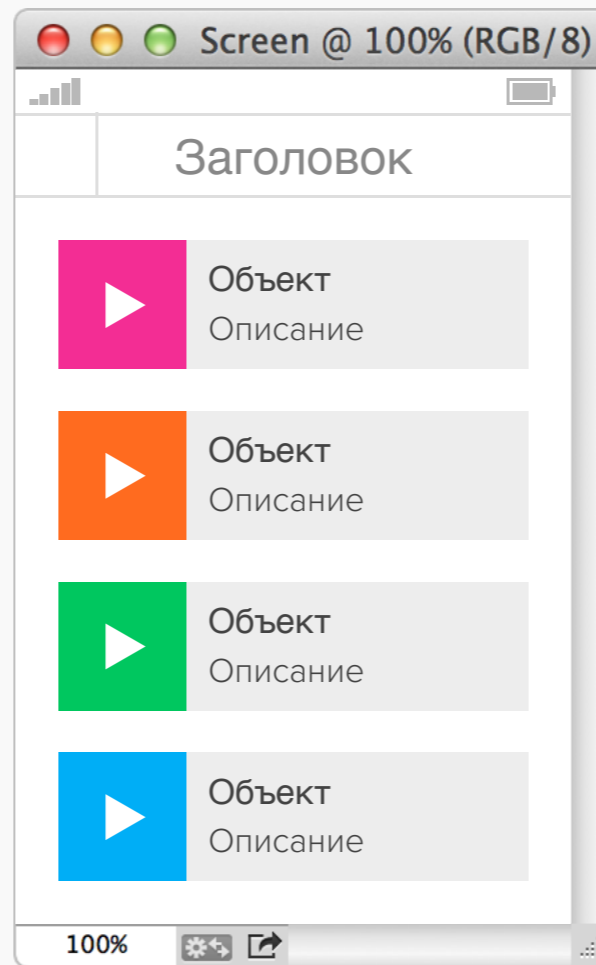 Screen @ 100% (RGB/8)
Заголовок
Объект
Описание
Объект
Описание
Объект
Описание
Объект
Описание
100%